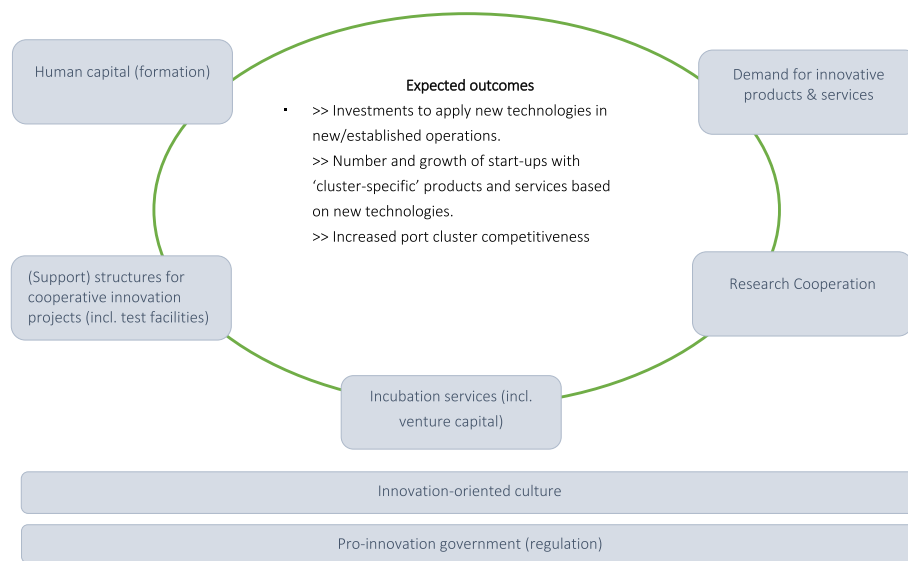 Human capital (formation)
Demand for innovative
products & services
Expected outcomes
▪ >> Investments to apply new technologies in
new/established operations.
>> Number and growth of start-ups with
‘cluster-specific’ products and services based
on new technologies.
>> Increased port cluster competitiveness
(Support) structures for
cooperative innovation
projects (incl. test facilities)
Research Cooperation
Incubation services (incl.
venture capital)
Innovation-oriented culture
Pro-innovation government (regulation)